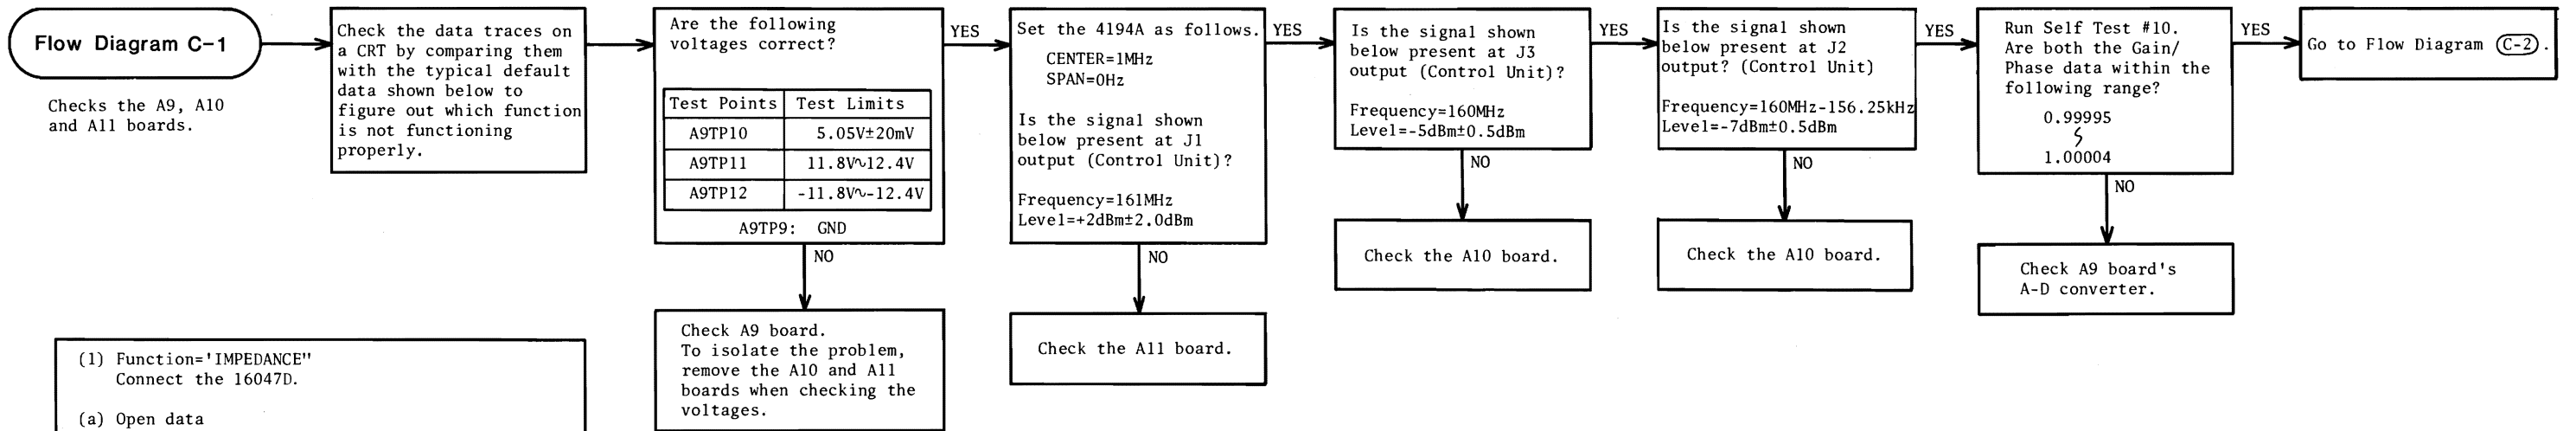 Flow Diagram C-1
Checks the A9, A10
and A11 boards.
Check the data traces on
a CRT by comparing them
with the typical default
data shown below to
figure out which function
is not functioning
properly.
Are the following
voltages correct?
Test Points Test Limits
A9TP10 5.05V±20mV
A9TP11 11.8V~12.4V
A9TP12 -11.8V~-12.4V
A9TP9: GND
YES
NO
Check A9 board.
To isolate the problem,
remove the A10 and A11
boards when checking the
voltages.
Set the 4194A as follows.
CENTER=1MHz
SPAN=0Hz
Is the signal shown
below present at J1
output (Control Unit)?
Frequency=161MHz
Level=+2dBm±2.0dBm
YES
NO
Check the A11 board.
Is the signal shown
below present at J3
output (Control Unit)?
Frequency=160MHz
Level=-5dBm±0.5dBm
YES
NO
Check the A10 board.
Is the signal shown
below present at J2
output? (Control Unit)
Frequency=160MHz-156.25kHz
Level=-7dBm±0.5dBm
YES
NO
Check the A10 board.
Run Self Test #10.
Are both the Gain/
Phase data within the
following range?
0.99995
~
1.00004
YES
NO
Check A9 board's
A-D converter.
Go to Flow Diagram C-2.
(1) Function='IMPEDANCE"
Connect the 16047D.
(a) Open data